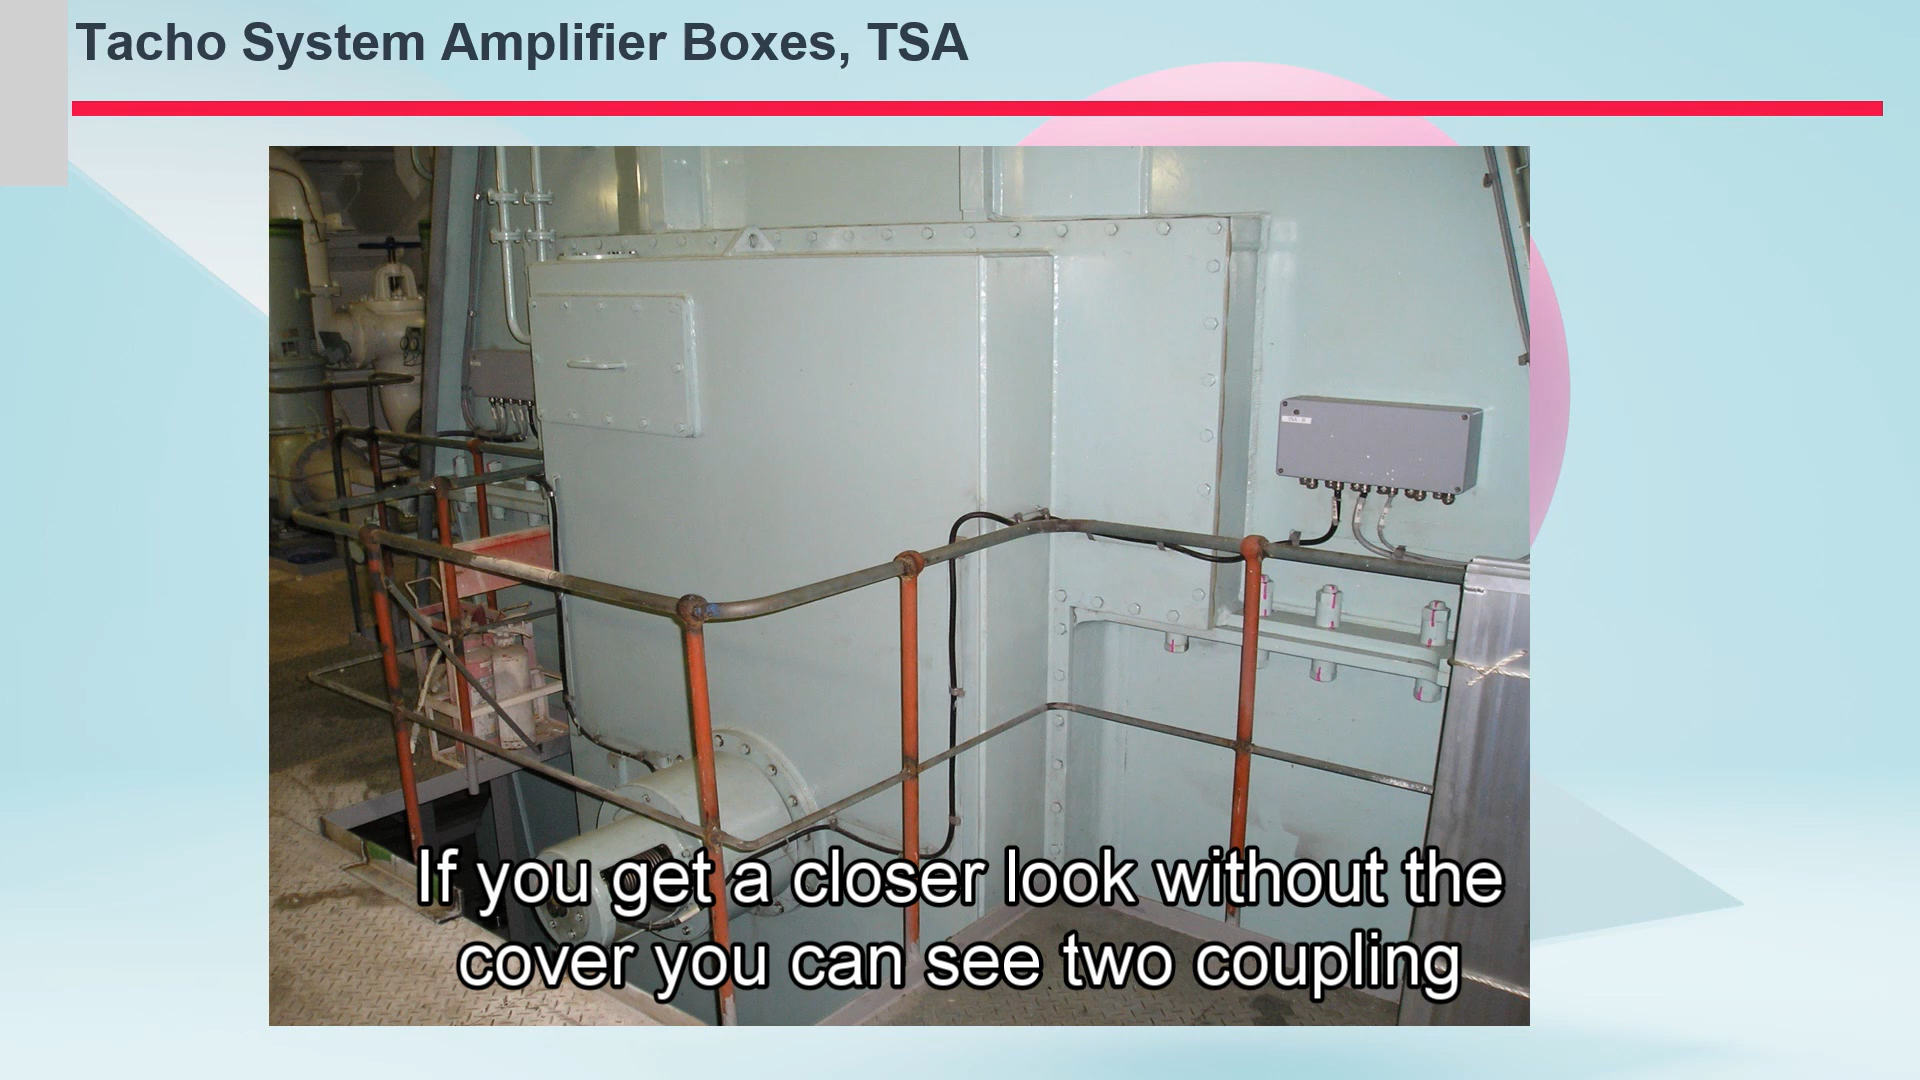 Tacho System Amplifier Boxes, TSA
If you get a closer look without the
cover you can see two coupling